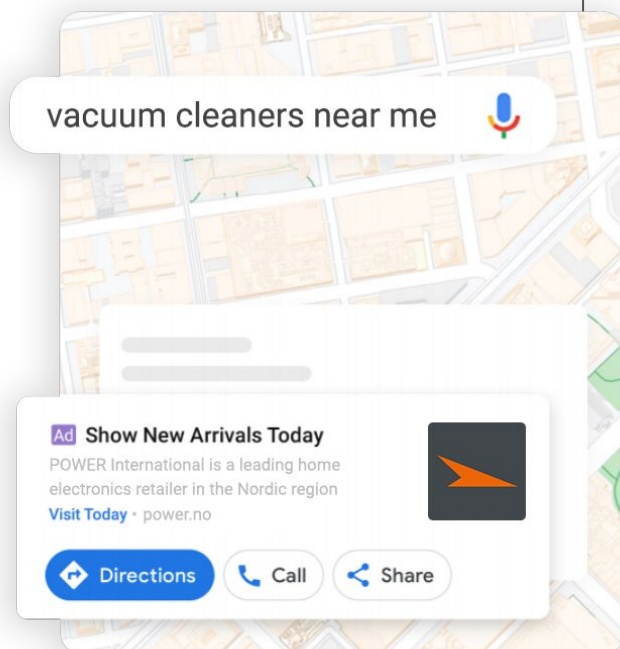 vacuum cleaners near me
Ad Show New Arrivals Today
POWER International is a leading home
electronics retailer in the Nordic region
Visit Today • power.no
Directions Call Share